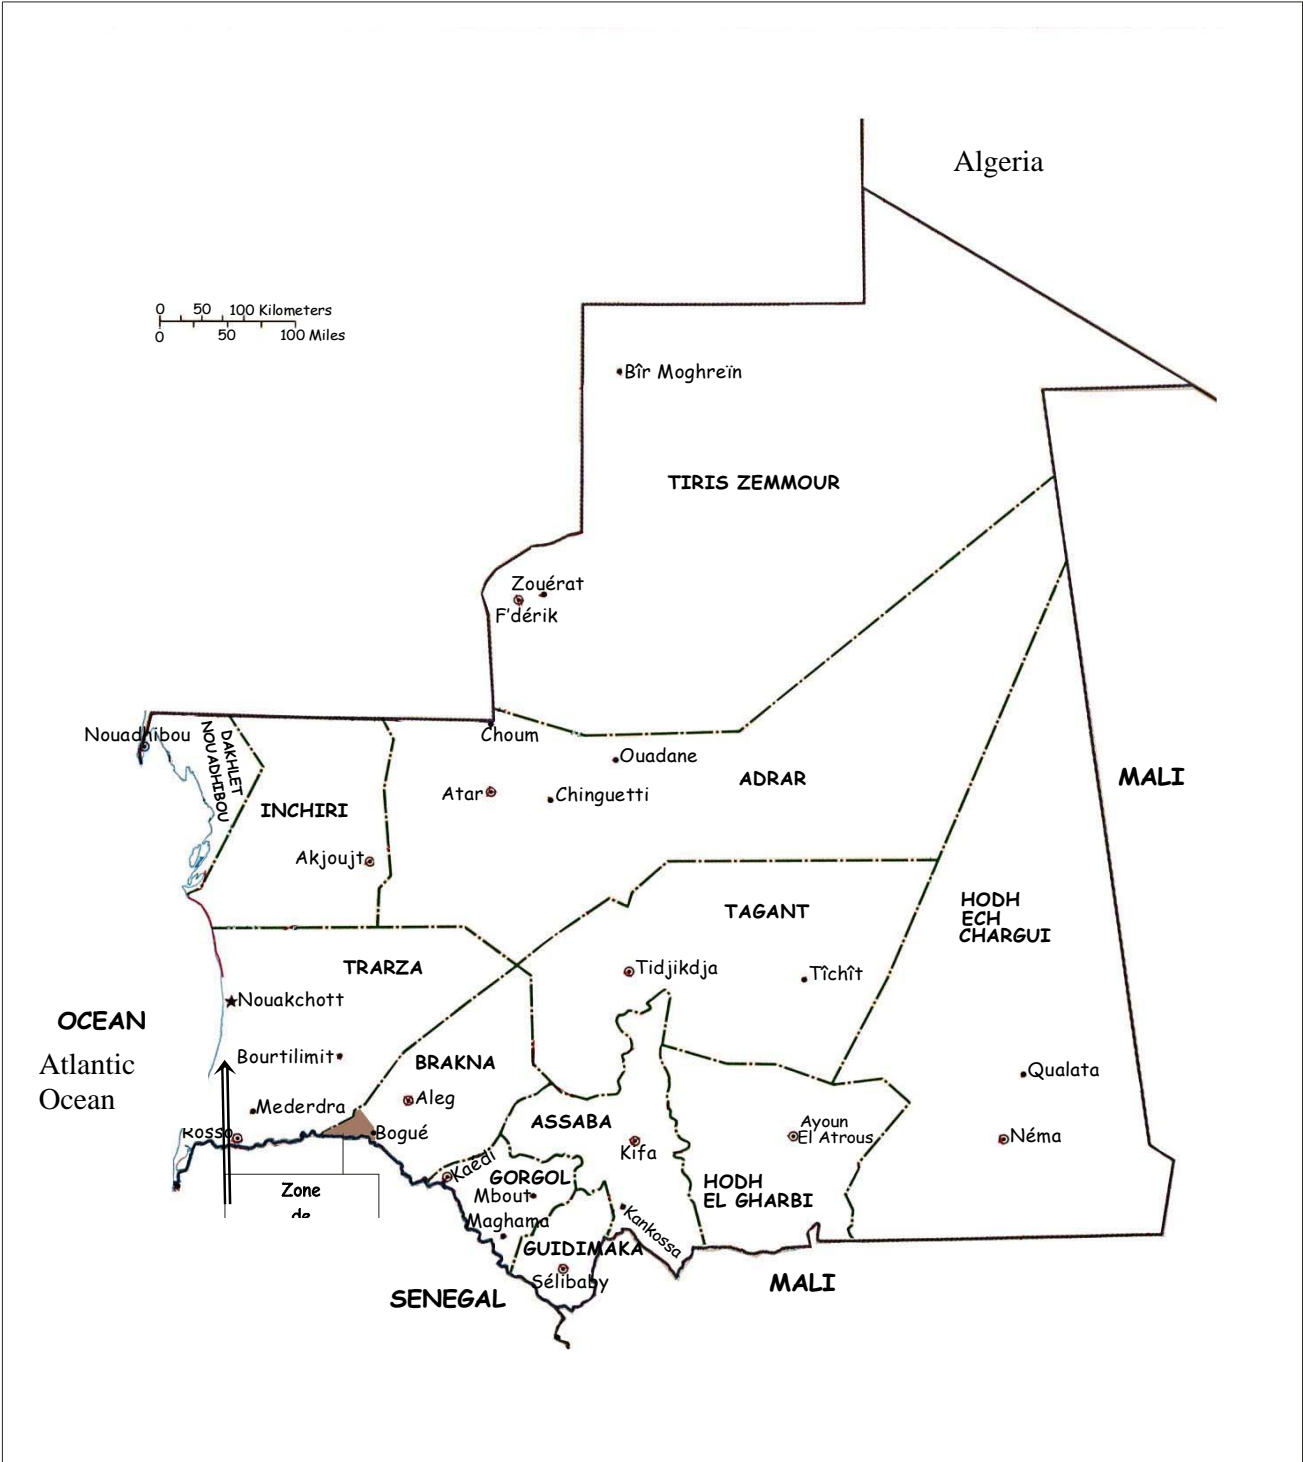 Algeria
0 50 100 Kilometers
0 50 100 Miles
Bîr Moghreïn
TIRIS ZEMMOUR
Zouérat
F'dérik
Nouadhibou
DAKHLET
NOUADHIBOU
Choum
Ouadane
ADRAR
MALI
Atar
Chinguetti
INCHIRI
Akjoujt
TAGANT
HODH
ECH
CHARGUI
TRARZA
Tidjikdja
Tîchît
Nouakchott
OCEAN
Atlantic
Ocean
Bourtilimit
BRAKNA
Qualata
Aleg
Mederdra
ASSABA
Ayoun
El Atrous
Rosso
Bogué
Kifa
Néma
Kaédi
GORGOL
HODH
EL GHARBI
Zone
de
Mbout
Maghama
Kankossa
GUIDIMAKA
Sélibaby
SENEGAL
MALI